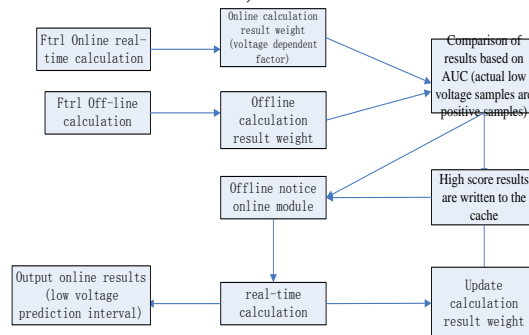 Ftrl Online real-
time calculation
Online calculation
result weight
(voltage dependent
factor)
Comparison of
results based on
AUC (actual low
voltage samples are
positive samples)
Ftrl Off-line
calculation
Offline
calculation
result weight
Offline notice
online module
High score results
are written to the
cache
Output online results
(low voltage
prediction interval)
real-time
calculation
Update
calculation
result weight